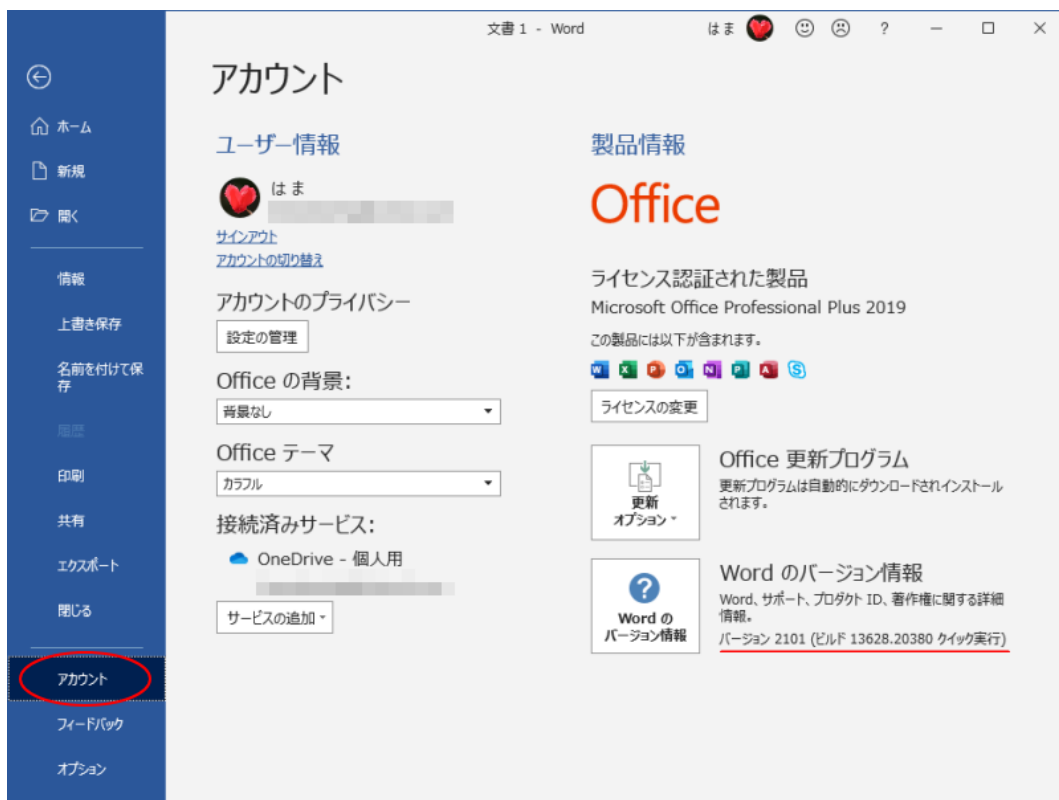 文書 1 - Word
はま
?
アカウント
ホーム
新規
開く
情報
上書き保存
名前を付けて保
存
履歴
印刷
共有
エクスポート
閉じる
アカウント
フィードバック
オプション
ユーザー情報
はま
サインアウト
アカウントの切り替え
アカウントのプライバシー
設定の管理
Office の背景:
背景なし
Office テーマ
カラフル
接続済みサービス:
OneDrive - 個人用
サービスの追加
製品情報
Office
ライセンス認証された製品
Microsoft Office Professional Plus 2019
この製品には以下が含まれます。
ライセンスの変更
更新
オプション
Office 更新プログラム
更新プログラムは自動的にダウンロードされインストール
されます。
Word の
バージョン情報
Word のバージョン情報
Word、サポート、プロダクト ID、著作権に関する詳細
情報。
バージョン 2101 (ビルド 13628.20380 クイック実行)